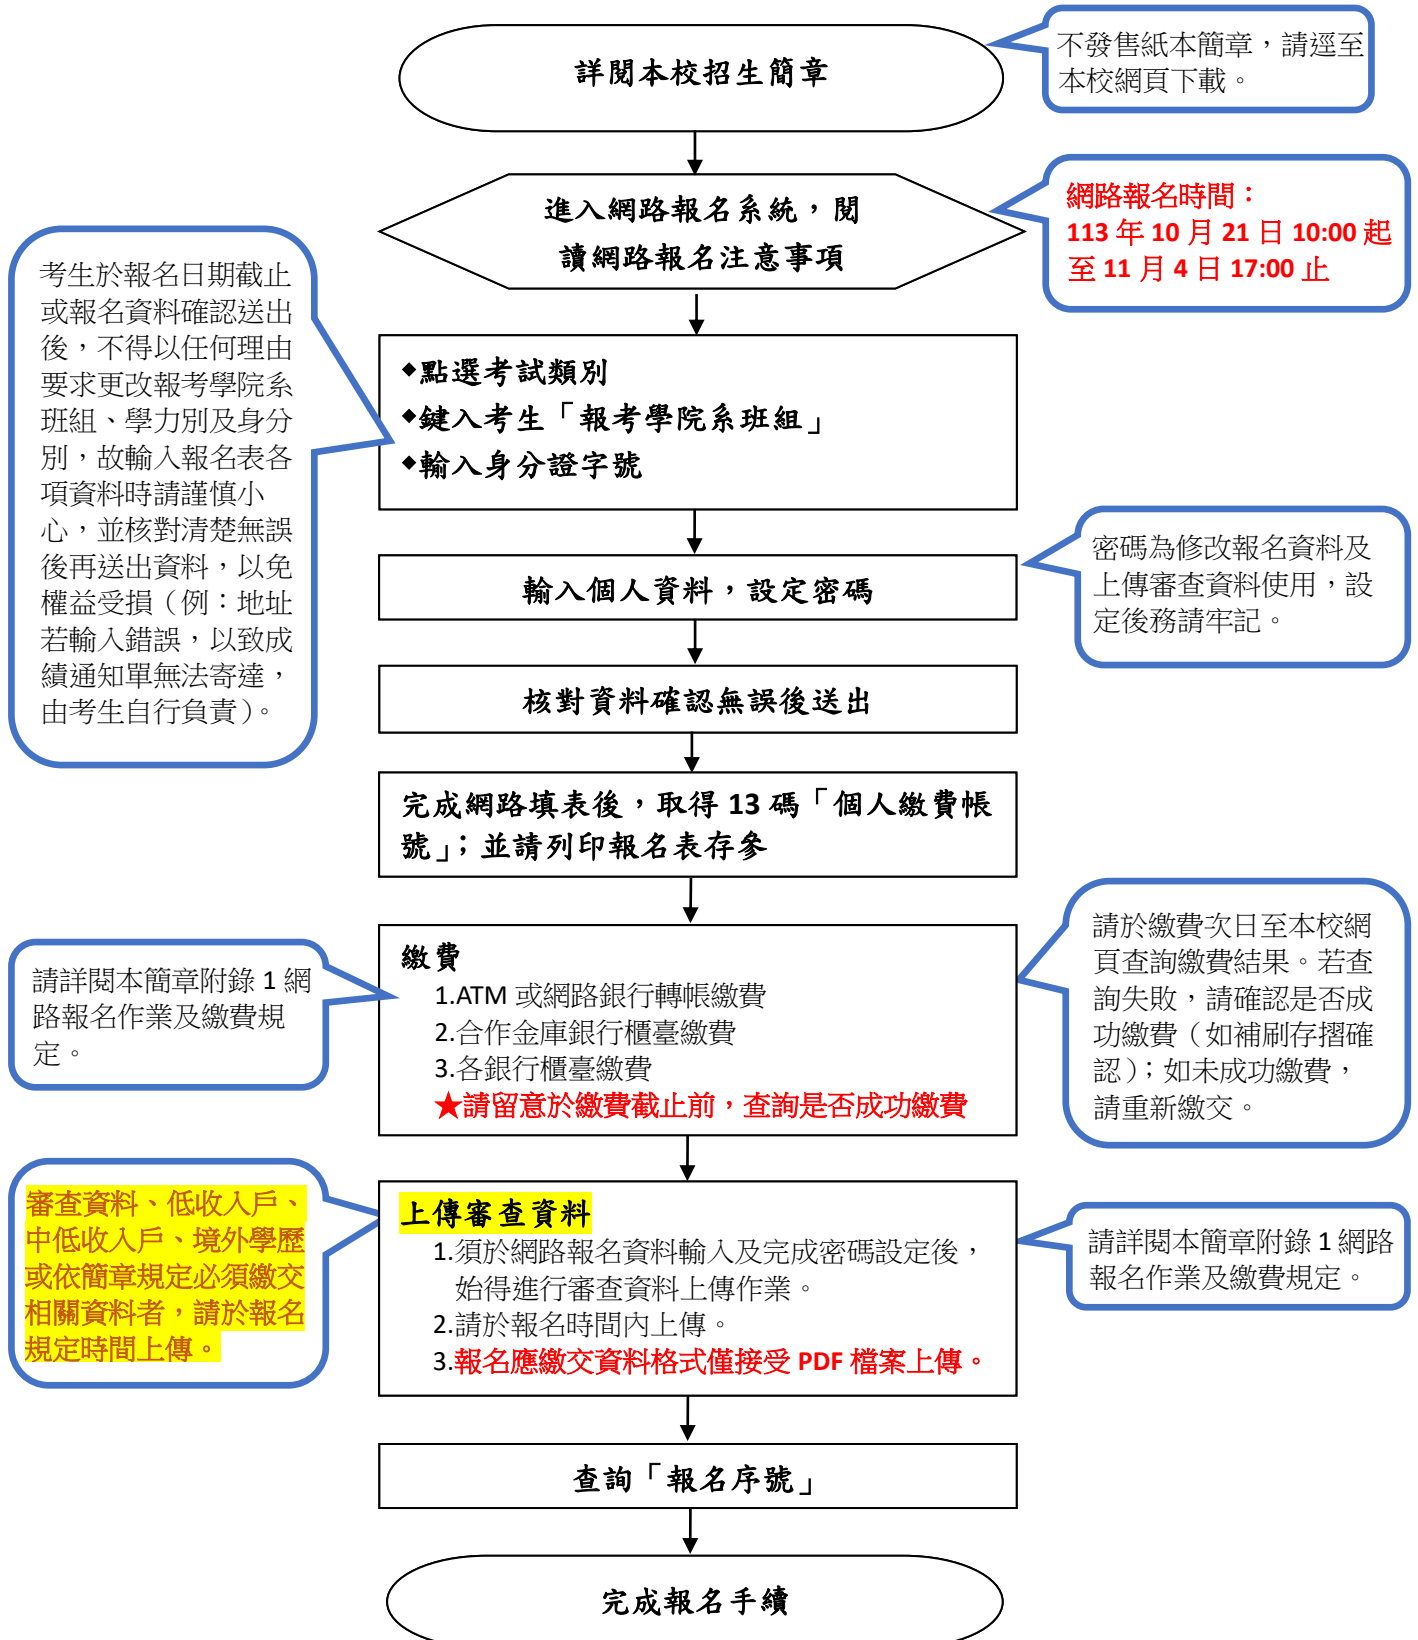 詳閱本校招生簡章
不發售紙本簡章，請逕至
本校網頁下載。
進入網路報名系統，閱
讀網路報名注意事項
網路報名時間：
113 年 10 月 21 日 10:00 起
至 11 月 4 日 17:00 止
考生於報名日期截止
或報名資料確認送出
後，不得以任何理由
要求更改報考學院系
班組、學力別及身分
別，故輸入報名表各
項資料時請謹慎小
心，並核對清楚無誤
後再送出資料，以免
權益受損（例：地址
若輸入錯誤，以致成
績通知單無法寄達，
由考生自行負責）。
◆點選考試類別
◆鍵入考生「報考學院系班組」
◆輸入身分證字號
輸入個人資料，設定密碼
密碼為修改報名資料及
上傳審查資料使用，設
定後務請牢記。
核對資料確認無誤後送出
完成網路填表後，取得 13 碼「個人繳費帳
號」；並請列印報名表存參
請詳閱本簡章附錄 1 網
路報名作業及繳費規
定。
繳費
1.ATM 或網路銀行轉帳繳費
2.合作金庫銀行櫃臺繳費
3.各銀行櫃臺繳費
★請留意於繳費截止前，查詢是否成功繳費
請於繳費次日至本校網
頁查詢繳費結果。若查
詢失敗，請確認是否成
功繳費（如補刷存摺確
認）；如未成功繳費，
請重新繳交。
審查資料、低收入戶、
中低收入戶、境外學歷
或依簡章規定必須繳交
相關資料者，請於報名
規定時間上傳。
上傳審查資料
1.須於網路報名資料輸入及完成密碼設定後，
始得進行審查資料上傳作業。
2.請於報名時間內上傳。
3.報名應繳交資料格式僅接受 PDF 檔案上傳。
請詳閱本簡章附錄 1 網路
報名作業及繳費規定。
查詢「報名序號」
完成報名手續